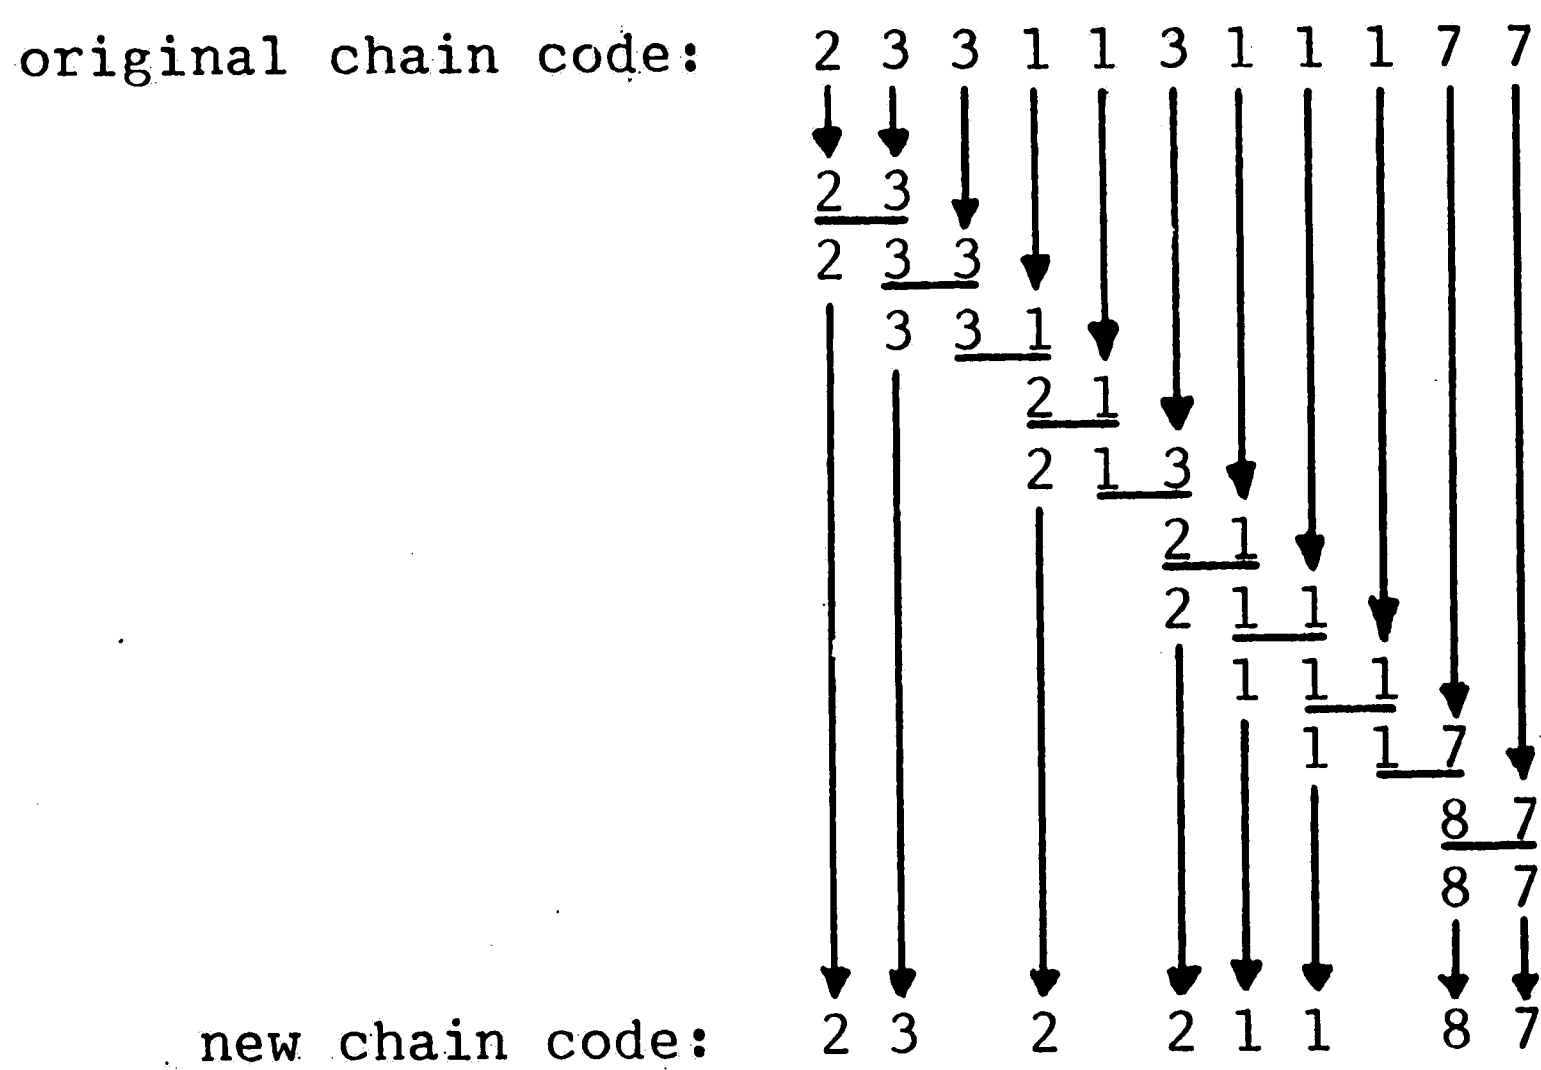 original chain code: 2 3 3 1 1 3 1 1 1 7 7
2 3
2 3 3
3 3 1
2 1
2 1 3
2 1
2 1 1
1 1 1
1 1 7
8 7
8 7
new chain code: 2 3 2 2 1 1 8 7